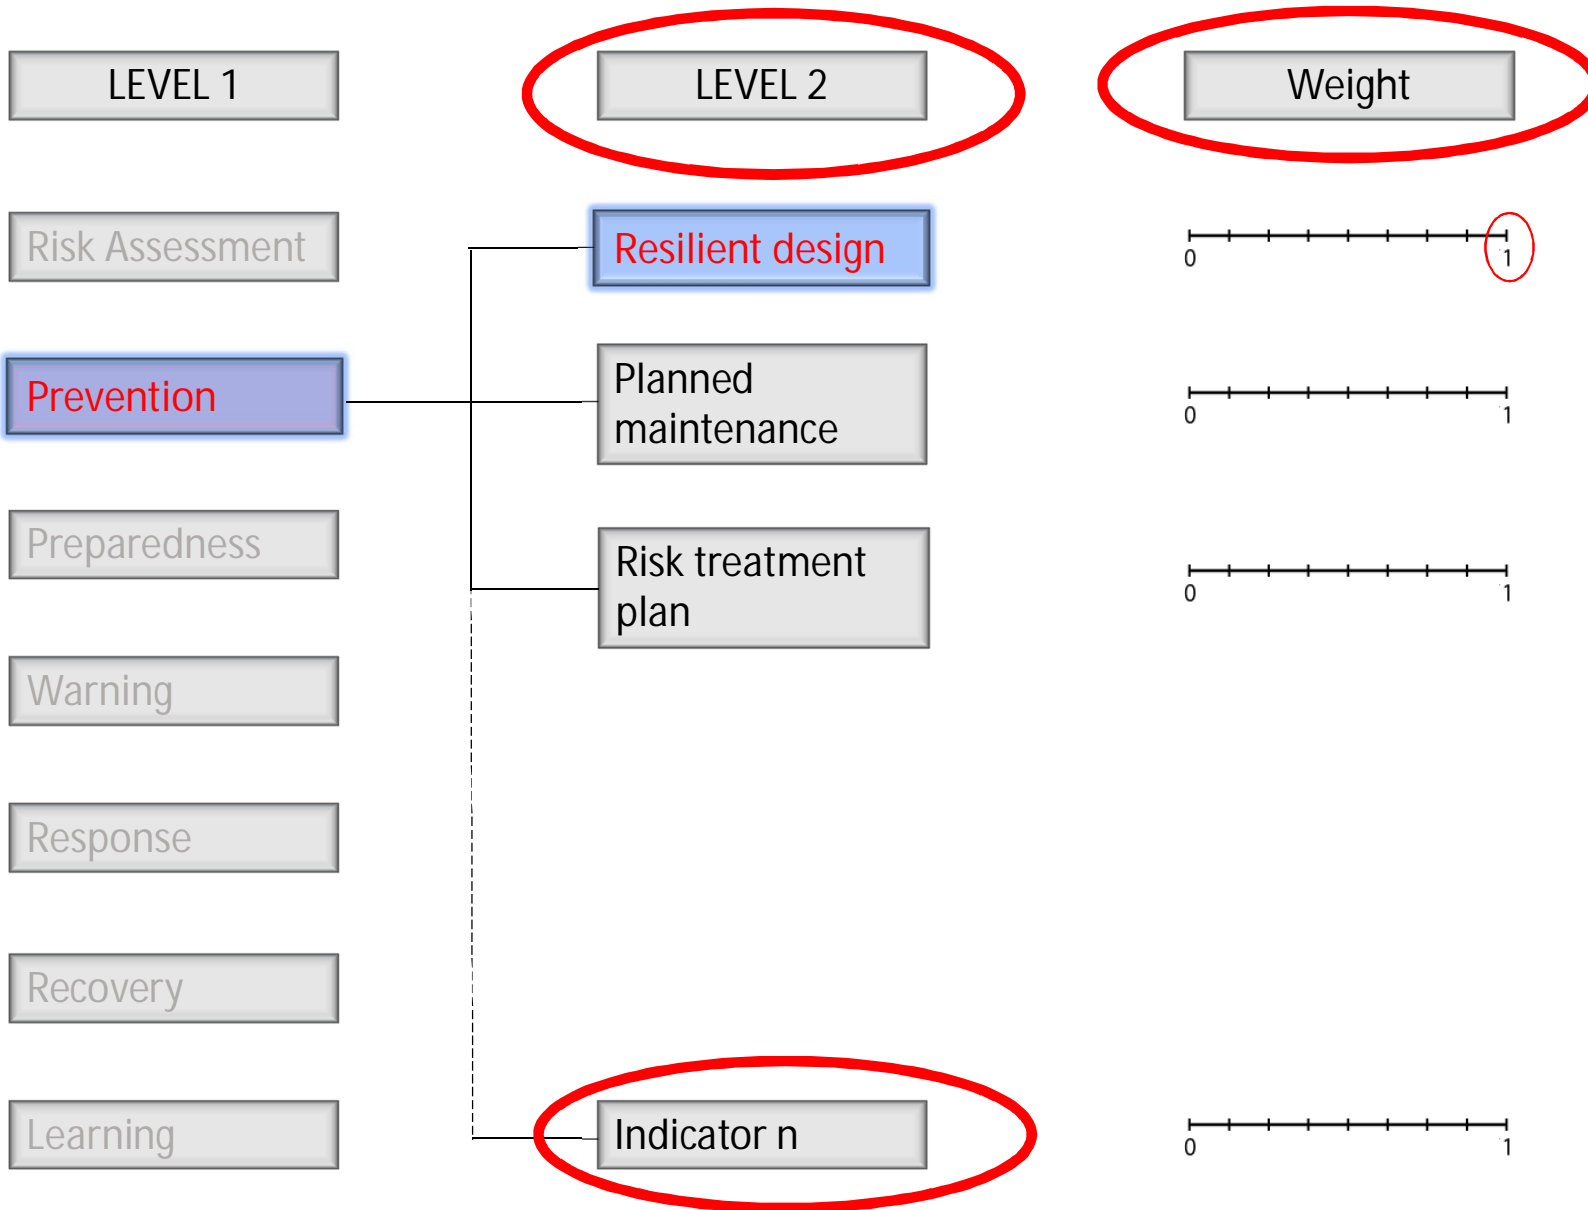 LEVEL 1
LEVEL 2
Weight
Risk Assessment
Resilient design
0 1
Prevention
Planned
maintenance
0 1
Preparedness
Risk treatment
plan
0 1
Warning
Response
Recovery
Learning
Indicator n
0 1